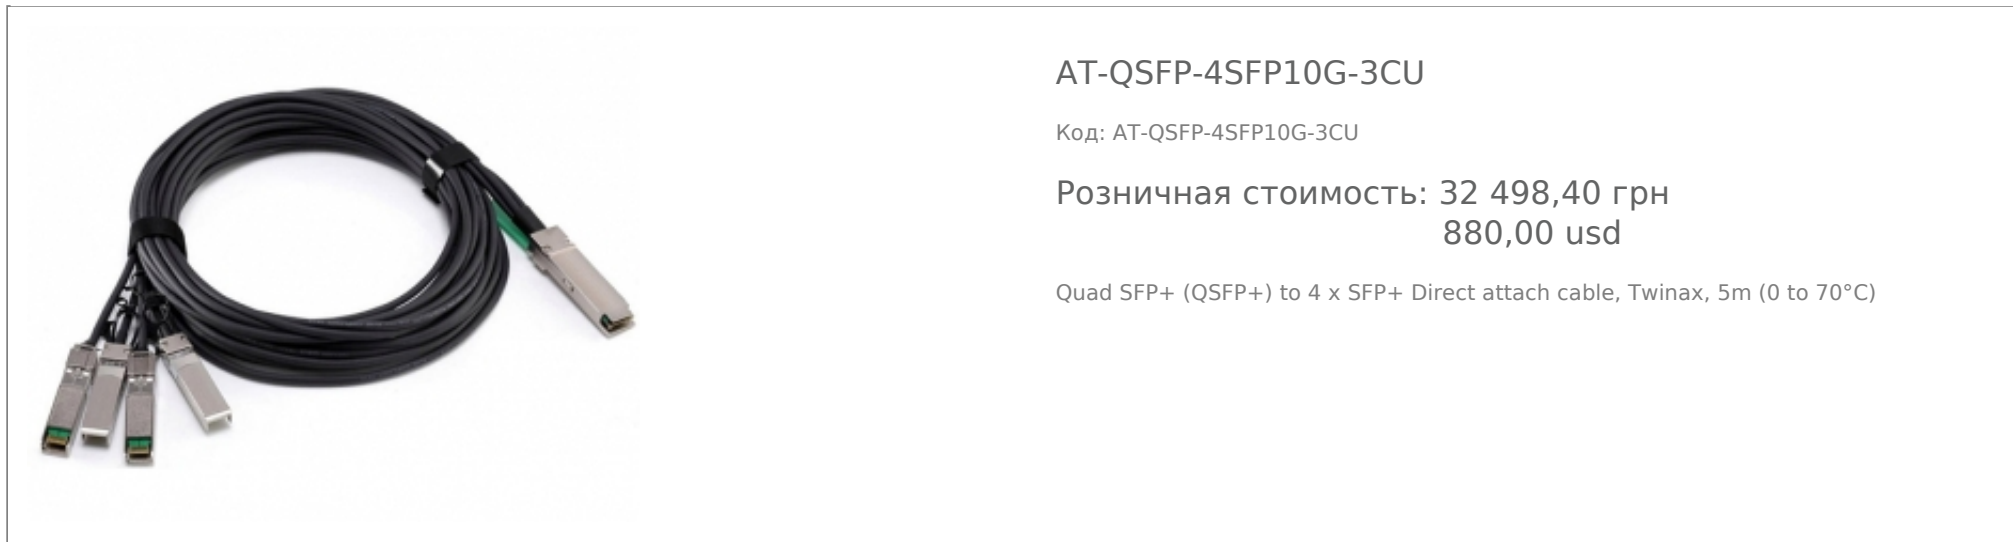 AT-QSFP-4SFP10G-3CU
Код: AT-QSFP-4SFP10G-3CU
Розничная стоимость: 32 498,40 грн
880,00 usd
Quad SFP+ (QSFP+) to 4 x SFP+ Direct attach cable, Twinax, 5m (0 to 70°C)